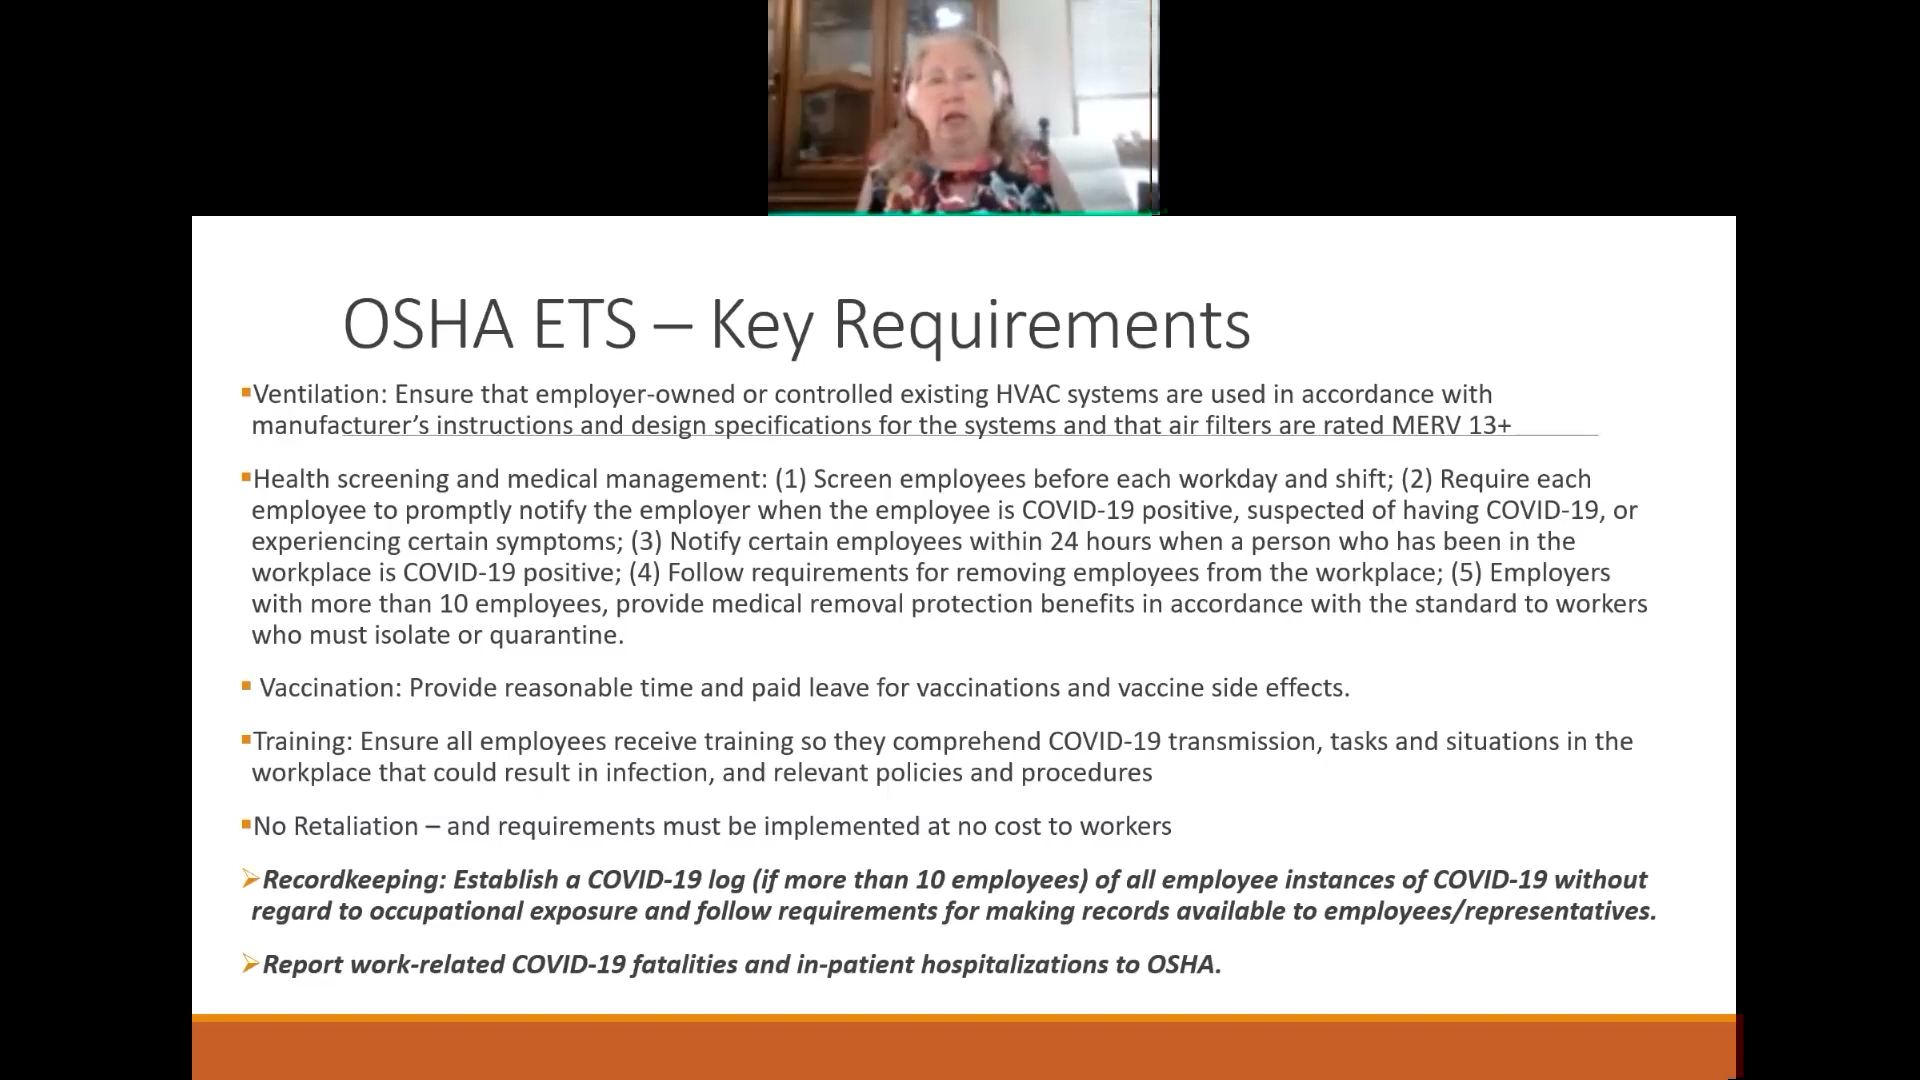 OSHA ETS – Key Requirements
▪Ventilation: Ensure that employer-owned or controlled existing HVAC systems are used in accordance with
manufacturer’s instructions and design specifications for the systems and that air filters are rated MERV 13+
▪Health screening and medical management: (1) Screen employees before each workday and shift; (2) Require each
employee to promptly notify the employer when the employee is COVID-19 positive, suspected of having COVID-19, or
experiencing certain symptoms; (3) Notify certain employees within 24 hours when a person who has been in the
workplace is COVID-19 positive; (4) Follow requirements for removing employees from the workplace; (5) Employers
with more than 10 employees, provide medical removal protection benefits in accordance with the standard to workers
who must isolate or quarantine.
▪ Vaccination: Provide reasonable time and paid leave for vaccinations and vaccine side effects.
▪Training: Ensure all employees receive training so they comprehend COVID-19 transmission, tasks and situations in the
workplace that could result in infection, and relevant policies and procedures
▪No Retaliation – and requirements must be implemented at no cost to workers
➢Recordkeeping: Establish a COVID-19 log (if more than 10 employees) of all employee instances of COVID-19 without
regard to occupational exposure and follow requirements for making records available to employees/representatives.
➢Report work-related COVID-19 fatalities and in-patient hospitalizations to OSHA.